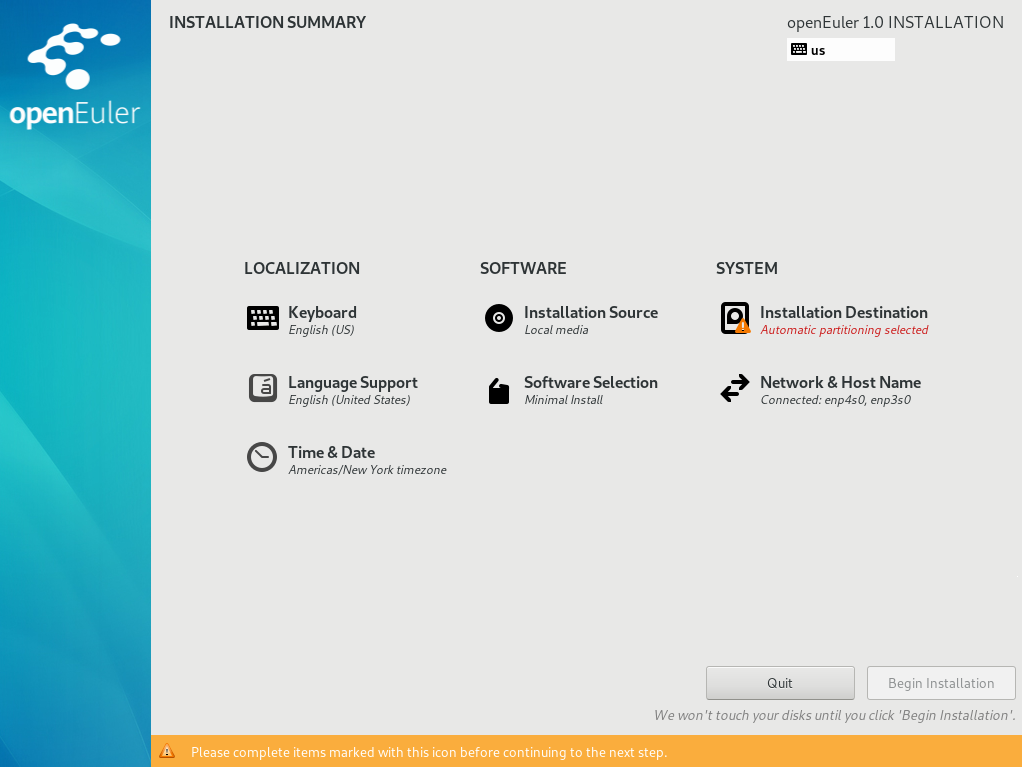 openEuler
INSTALLATION SUMMARY
openEuler 1.0 INSTALLATION
us
LOCALIZATION
Keyboard
English (US)
Language Support
English (United States)
Time & Date
Americas/New York timezone
SOFTWARE
Installation Source
Local media
Software Selection
Minimal Install
SYSTEM
Installation Destination
Automatic partitioning selected
Network & Host Name
Connected: enp4s0, enp3s0
Quit
Begin Installation
We won't touch your disks until you click 'Begin Installation'.
Please complete items marked with this icon before continuing to the next step.